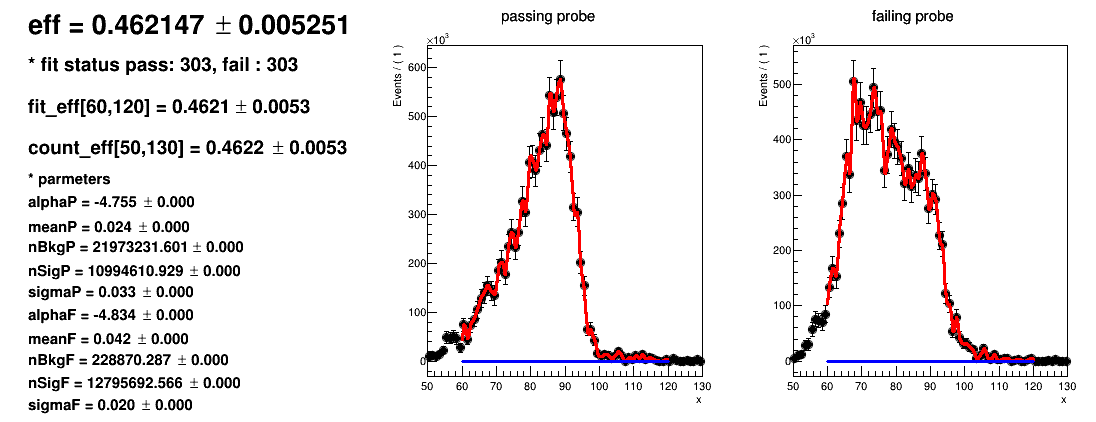 eff = 0.462147 ± 0.005251
* fit status pass: 303, fail : 303
fit_eff[60,120] = 0.4621 ± 0.0053
count_eff[50,130] = 0.4622 ± 0.0053
* parmeters
alphaP = -4.755 ± 0.000
meanP = 0.024 ± 0.000
nBkgP = 21973231.601 ± 0.000
nSigP = 10994610.929 ± 0.000
sigmaP = 0.033 ± 0.000
alphaF = -4.834 ± 0.000
meanF = 0.042 ± 0.000
nBkgF = 228870.287 ± 0.000
nSigF = 12795692.566 ± 0.000
sigmaF = 0.020 ± 0.000
passing probe
×10³
Events / ( 1 )
600
500
400
300
200
100
0
50 60 70 80 90 100 110 120 130
x
failing probe
×10³
Events / ( 1 )
600
500
400
300
200
100
0
50 60 70 80 90 100 110 120 130
x